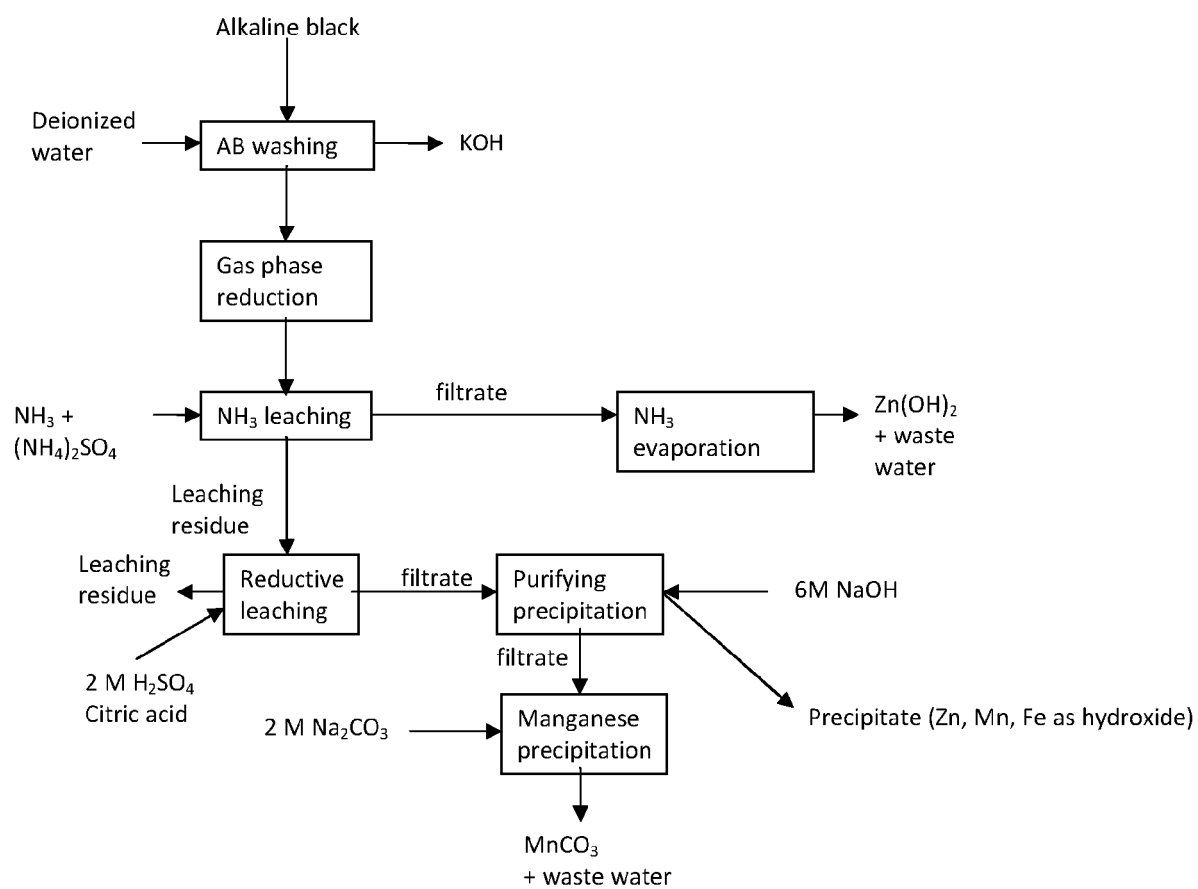 Alkaline black
Deionized
water
AB washing
KOH
Gas phase
reduction
NH₃ +
(NH₄)₂SO₄
NH₃ leaching
filtrate
NH₃
evaporation
Zn(OH)₂
+ waste
water
Leaching
residue
Leaching
residue
Reductive
leaching
filtrate
Purifying
precipitation
6M NaOH
2 M H₂SO₄
Citric acid
filtrate
Precipitate (Zn, Mn, Fe as hydroxide)
2 M Na₂CO₃
Manganese
precipitation
MnCO₃
+ waste water